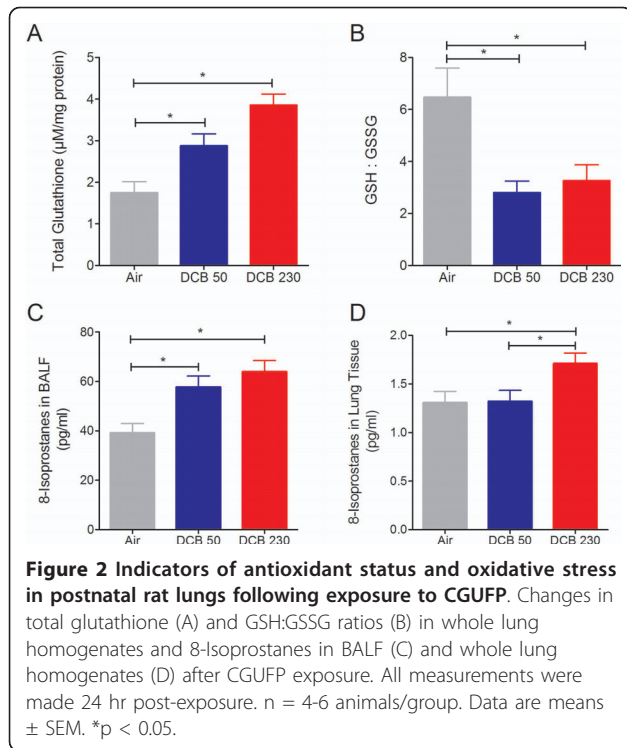 A
Total Glutathione (µM/mg protein)
5
4
3
2
1
0
*
*
Air
DCB 50
DCB 230
B
GSH : GSSG
8
6
4
2
0
*
*
Air
DCB 50
DCB 230
C
8-Isoprostanes in BALF
(pg/ml)
80
60
40
20
0
*
*
Air
DCB 50
DCB 230
D
8-Isoprostanes in Lung Tissue
(pg/ml)
2.0
1.5
1.0
0.5
0.0
*
*
Air
DCB 50
DCB 230
Figure 2 Indicators of antioxidant status and oxidative stress
in postnatal rat lungs following exposure to CGUFP. Changes in
total glutathione (A) and GSH:GSSG ratios (B) in whole lung
homogenates and 8-Isoprostanes in BALF (C) and whole lung
homogenates (D) after CGUFP exposure. All measurements were
made 24 hr post-exposure. n = 4-6 animals/group. Data are means
± SEM. *p < 0.05.